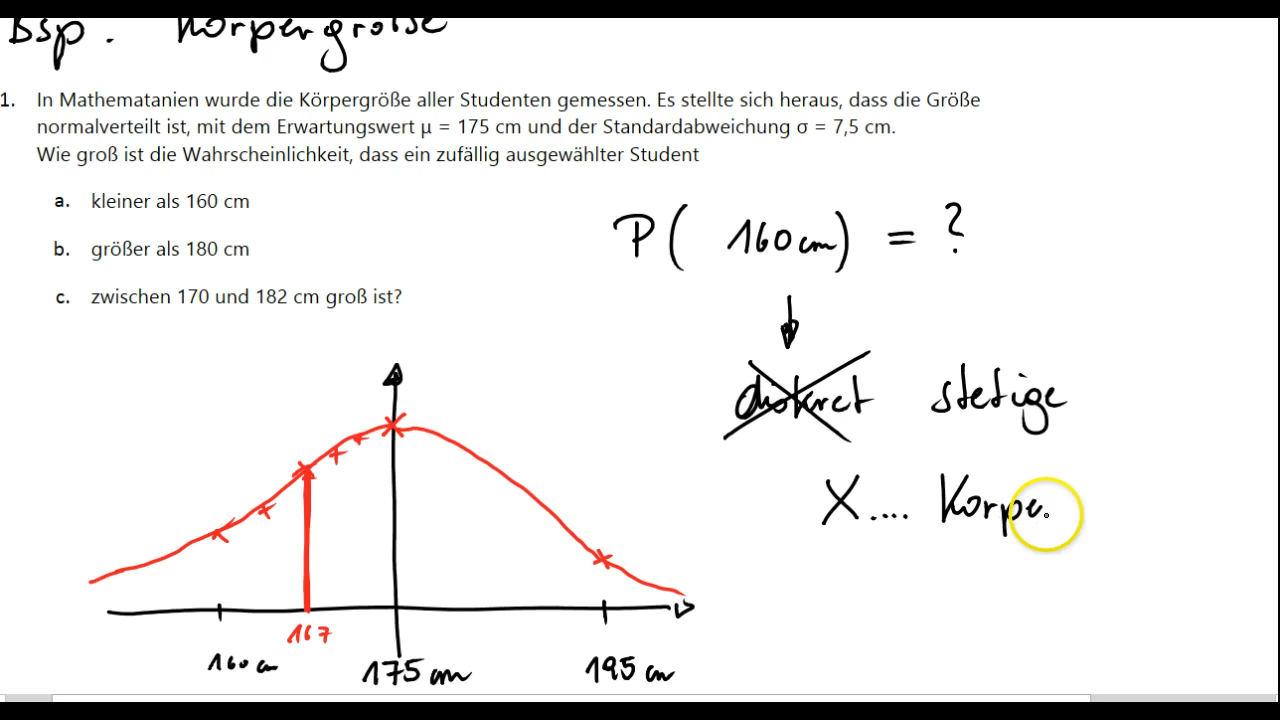 Bsp. Körpergröße
1. In Mathematanien wurde die Körpergröße aller Studenten gemessen. Es stellte sich heraus, dass die Größe
normalverteilt ist, mit dem Erwartungswert μ = 175 cm und der Standardabweichung σ = 7,5 cm.
Wie groß ist die Wahrscheinlichkeit, dass ein zufällig ausgewählter Student
a. kleiner als 160 cm
b. größer als 180 cm
c. zwischen 170 und 182 cm groß ist?
P( 160cm) = ?
diskret stetige
X.... Körpe
167
160 cm 175 cm 195 cm